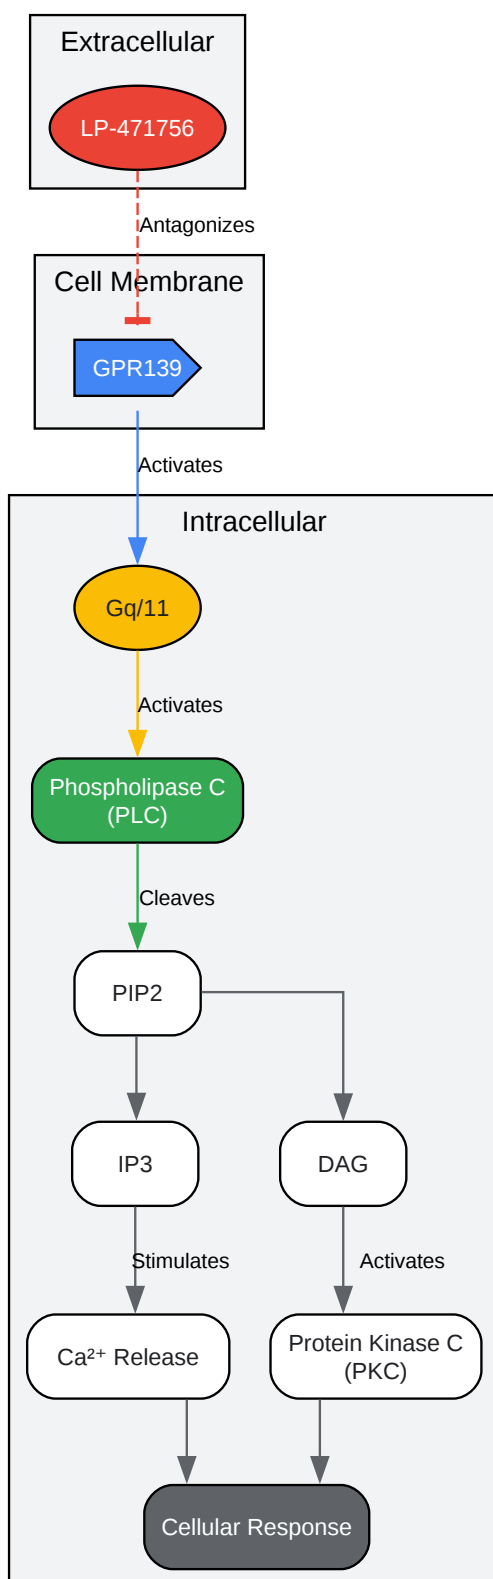 Extracellular
LP-471756
Antagonizes
Cell Membrane
GPR139
Activates
Intracellular
Gq/11
Activates
Phospholipase C
(PLC)
Cleaves
PIP2
IP3
DAG
Stimulates
Activates
Ca²⁺ Release
Protein Kinase C
(PKC)
Cellular Response